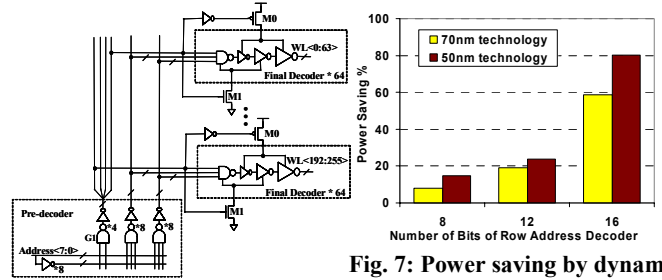 M0
WL<0:63>
Final Decoder * 64
M1
M0
WL<192:255>
Final Decoder * 64
M1
Pre-decoder
*4
*8
*8
G1
Address<7:0>
*8
100
80
60
40
20
0
Power Saving %
70nm technology
50nm technology
8
12
16
Number of Bits of Row Address Decoder
Fig. 7: Power saving by dynam